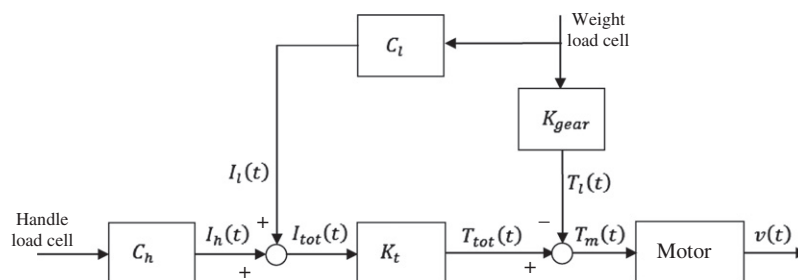 Weight
load cell
C_l
K_gear
I_l(t)
T_l(t)
+
−
Handle
load cell
C_h
I_h(t)
+
I_tot(t)
K_t
T_tot(t)
+
T_m(t)
Motor
v(t)